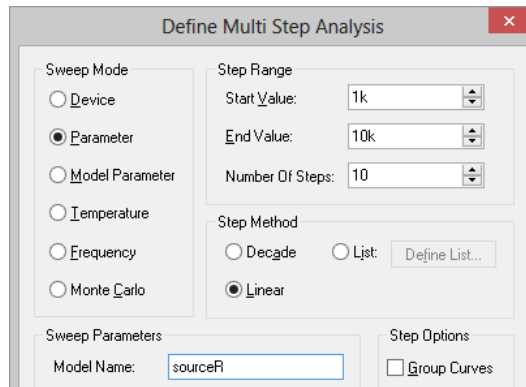 Define Multi Step Analysis
Sweep Mode
Device
Parameter
Model Parameter
Temperature
Frequency
Monte Carlo
Step Range
Start Value: 1k
End Value: 10k
Number Of Steps: 10
Step Method
Decade List: Define List...
Linear
Sweep Parameters
Model Name: sourceR
Step Options
Group Curves